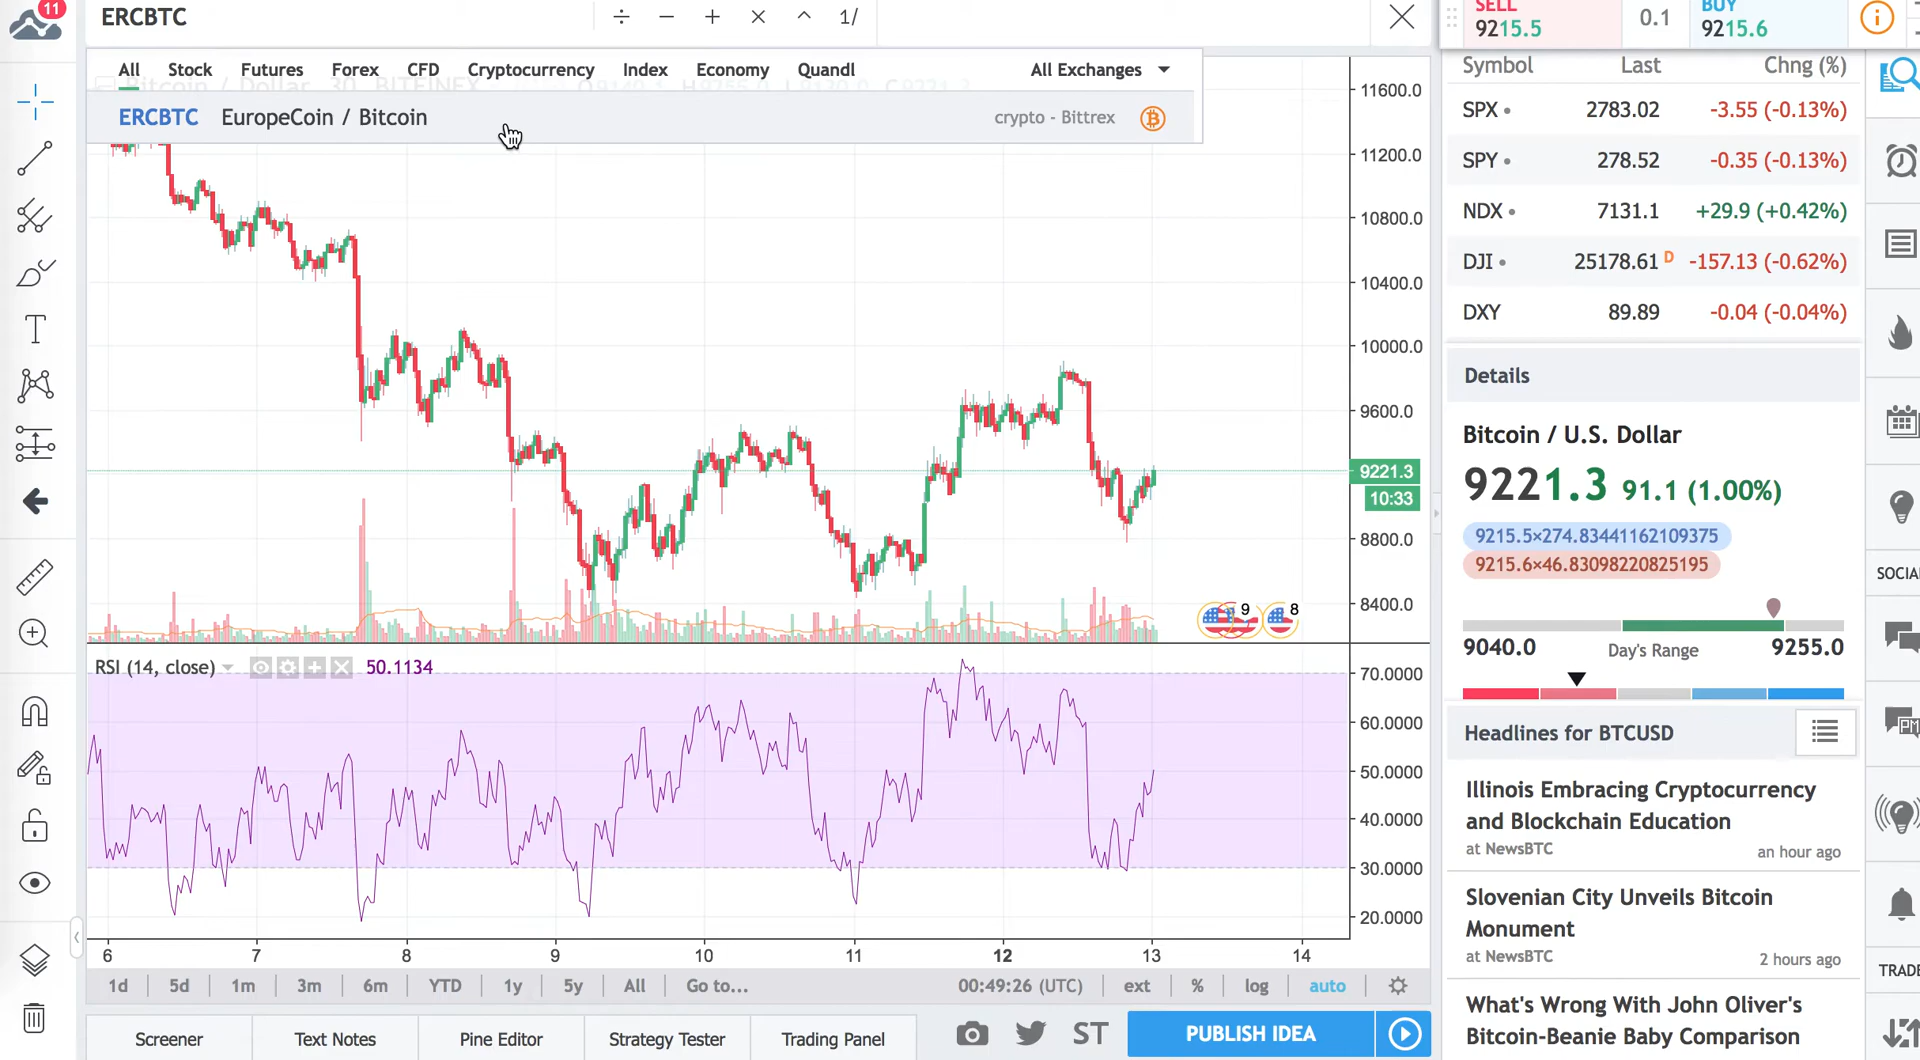 11
ERCBTC
÷ − + × ^ 1/
SELL
9215.5
0.1
BUY
9215.6
All Stock Futures Forex CFD Cryptocurrency Index Economy Quandl All Exchanges
ERCBTC EuropeCoin / Bitcoin crypto - Bittrex
Bitcoin / Dollar, 30, BITFINEX
11600.0
11200.0
10800.0
10400.0
10000.0
9600.0
9221.3
10:33
8800.0
8400.0
9
8
RSI (14, close) 50.1134
70.0000
60.0000
50.0000
40.0000
30.0000
20.0000
6 7 8 9 10 11 12 13 14
1d 5d 1m 3m 6m YTD 1y 5y All Go to... 00:49:26 (UTC) ext % log auto
Screener Text Notes Pine Editor Strategy Tester Trading Panel ST PUBLISH IDEA
Symbol Last Chng (%)
SPX 2783.02 -3.55 (-0.13%)
SPY 278.52 -0.35 (-0.13%)
NDX 7131.1 +29.9 (+0.42%)
DJI 25178.61 D -157.13 (-0.62%)
DXY 89.89 -0.04 (-0.04%)
Details
Bitcoin / U.S. Dollar
9221.3 91.1 (1.00%)
9215.5×274.83441162109375
9215.6×46.83098220825195
9040.0 Day's Range 9255.0
Headlines for BTCUSD
Illinois Embracing Cryptocurrency
and Blockchain Education
at NewsBTC an hour ago
Slovenian City Unveils Bitcoin
Monument
at NewsBTC 2 hours ago
What's Wrong With John Oliver's
Bitcoin-Beanie Baby Comparison
SOCIAL
PM
TRADE